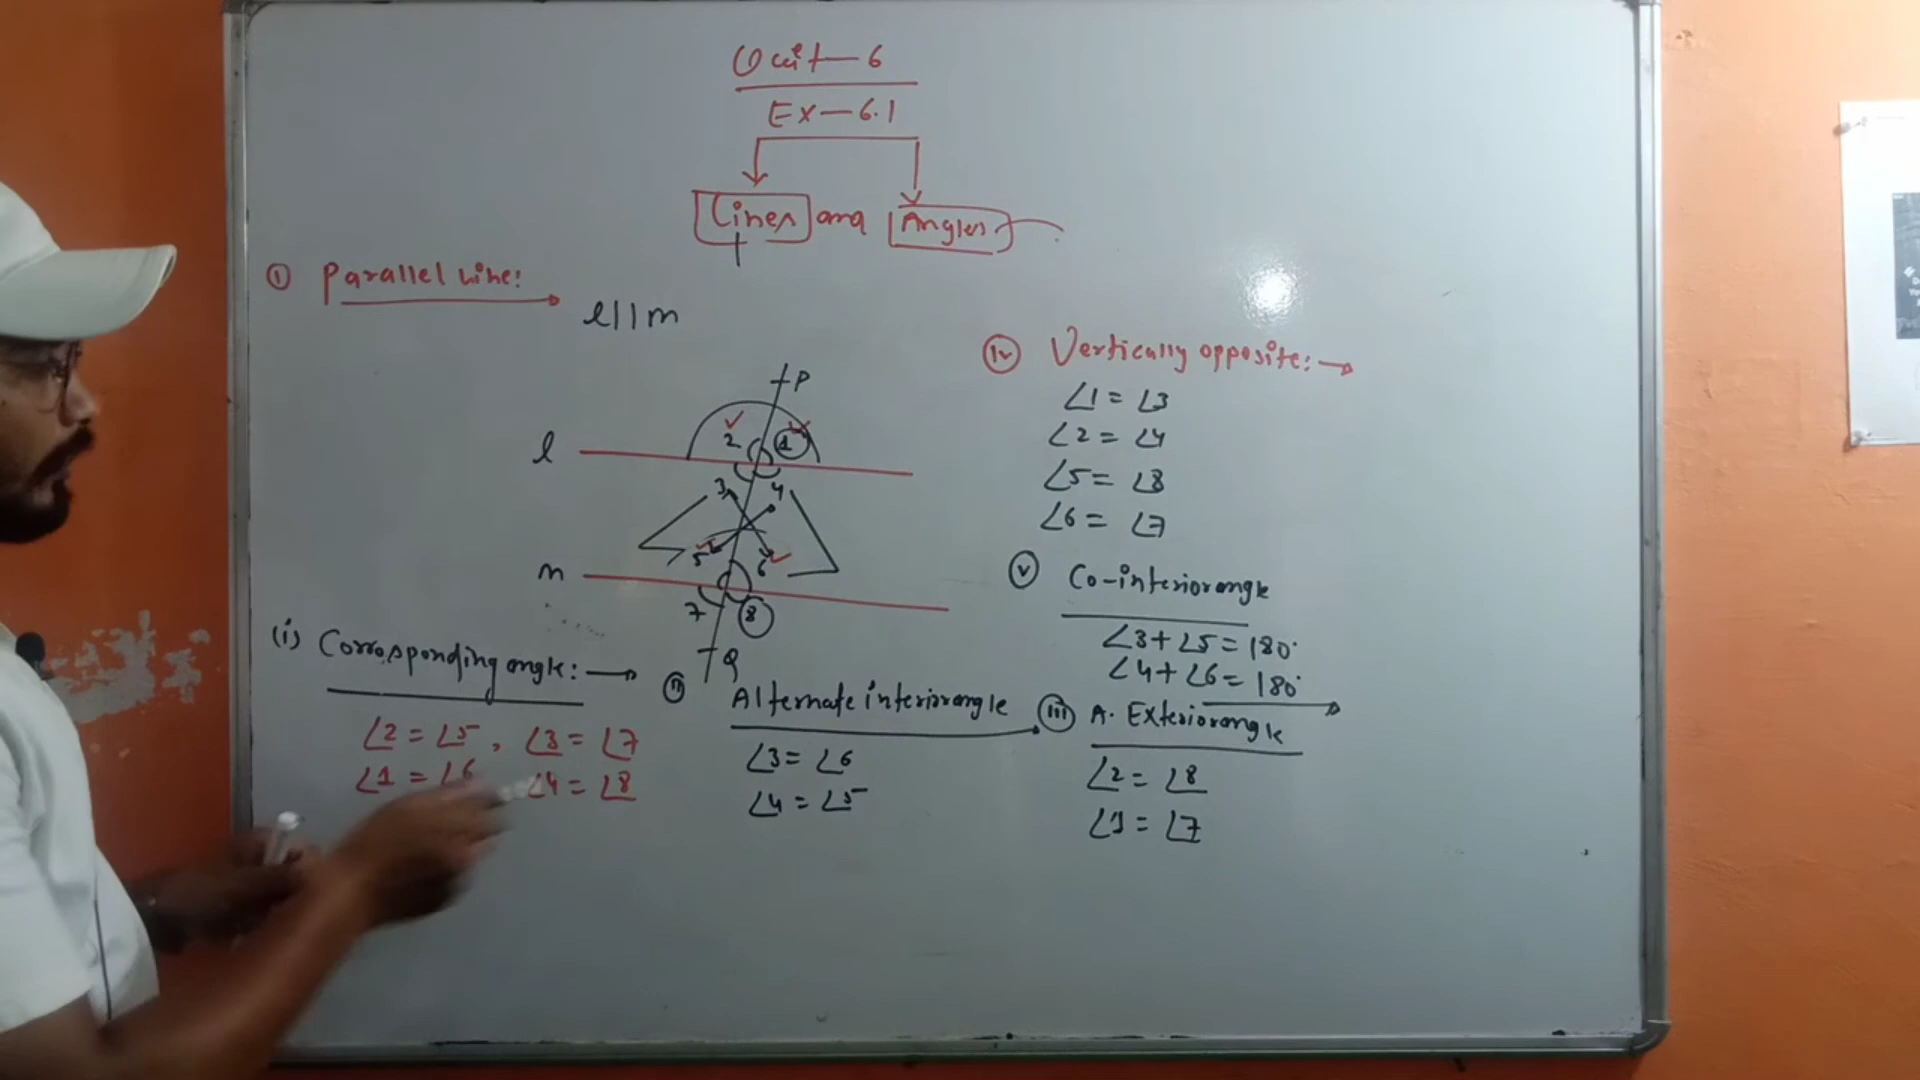 Unit-6
Ex-6.1
Lines and Angles
① Parallel line:
l||m
P
l
2 1
3 4
m
5 6
7 8
Q
(i) Corrosponding angle:
∠2=∠5, ∠3=∠7
∠1=∠6 ∠4=∠8
(ii) Alternate interior angle
∠3=∠6
∠4=∠5
(iii) A. Exterior angle
∠2=∠8
∠1=∠7
(iv) Vertically opposite:
∠1=∠3
∠2=∠4
∠5=∠8
∠6=∠7
(v) Co-interior angle
∠3+∠5=180°
∠4+∠6=180°